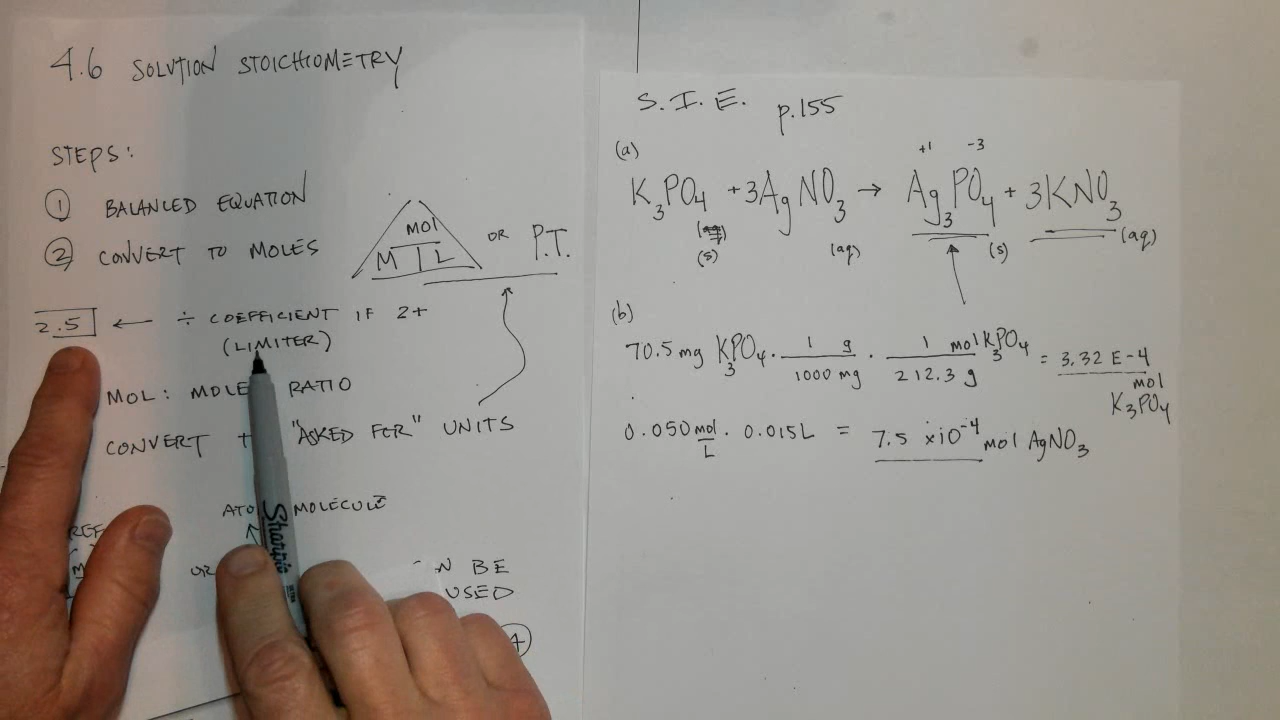 4.6 SOLUTION STOICHIOMETRY
STEPS:
① BALANCED EQUATION
② CONVERT TO MOLES
mol
M L
OR P.T.
2.5 ← ÷ COEFFICIENT IF 2+
(LIMITER)
MOL: MOLE RATIO
CONVERT "ASKED FOR" UNITS
MOLECULE
OR
BE
USED
Sharpie
S.I.E. p.155
(a)
+1 -3
K₃PO₄ + 3AgNO₃ → Ag₃PO₄ + 3KNO₃
(s) (aq) (s) (aq)
(b)
70.5 mg K₃PO₄ · 1 g / 1000 mg · 1 mol K₃PO₄ / 212.3 g = 3.32 E-4 mol K₃PO₄
0.050 mol/L · 0.015L = 7.5 ×10⁻⁴ mol AgNO₃